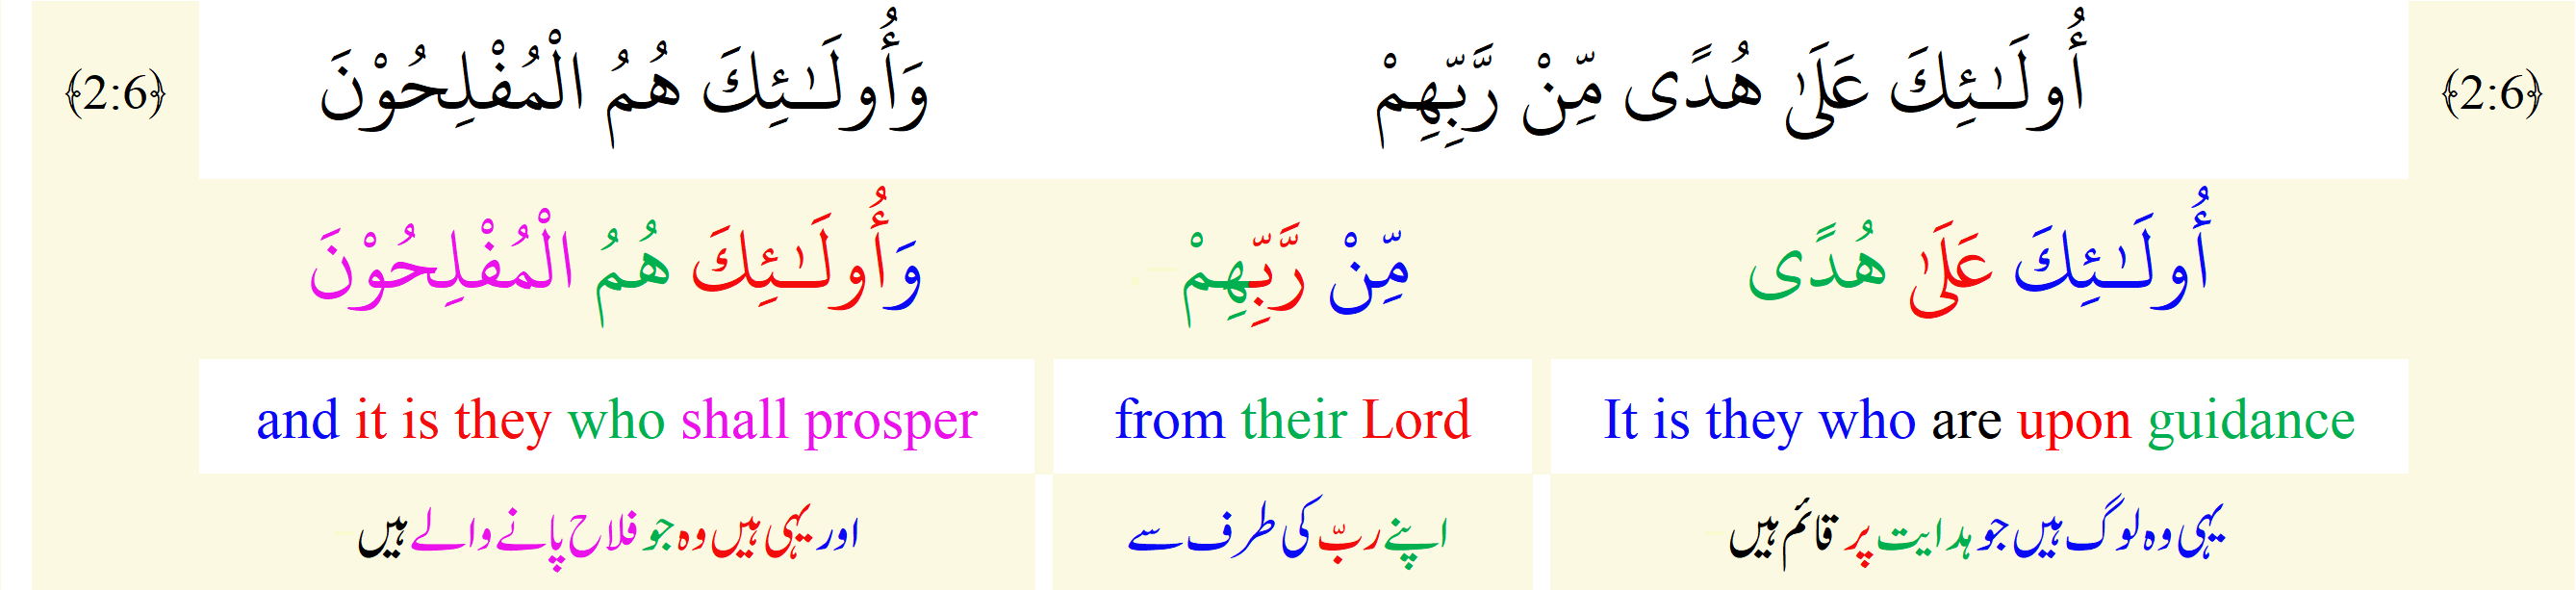 ﴿2:6﴾ أُولَـٰئِكَ عَلَىٰ هُدًى مِّنْ رَّبِّهِمْ وَأُولَـٰئِكَ هُمُ الْمُفْلِحُوْنَ ﴿2:6﴾
أُولَـٰئِكَ عَلَىٰ هُدًى مِّنْ رَّبِّهِمْ وَأُولَـٰئِكَ هُمُ الْمُفْلِحُوْنَ
It is they who are upon guidance from their Lord and it is they who shall prosper
یہی وہ لوگ ہیں جو ہدایت پر قائم ہیں اپنے ربّ کی طرف سے اور یہی ہیں وہ جو فلاح پانے والے ہیں